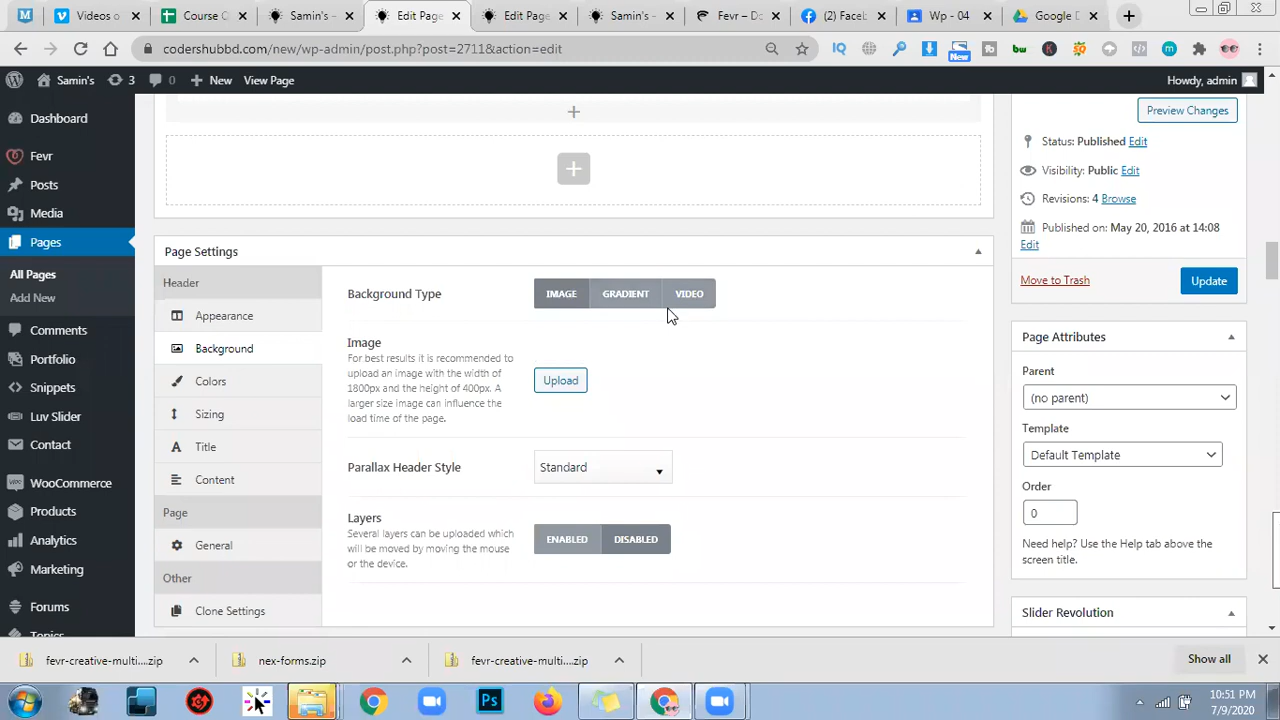 Videos o
Course C
Samin's -
Edit Page
Edit Page
Samin's -
Fevr – D
(2) Face
Wp - 04
Google D
codershubbd.com/new/wp-admin/post.php?post=2711&action=edit
New
Samin's
3
0
New
View Page
Howdy, admin
Dashboard
Fevr
Posts
Media
Pages
All Pages
Add New
Comments
Portfolio
Snippets
Luv Slider
Contact
WooCommerce
Products
Analytics
Marketing
Forums
Topics
Page Settings
Header
Appearance
Background
Colors
Sizing
Title
Content
Page
General
Other
Clone Settings
Background Type
IMAGE
GRADIENT
VIDEO
Image
For best results it is recommended to
upload an image with the width of
1800px and the height of 400px. A
larger size image can influence the
load time of the page.
Upload
Parallax Header Style
Standard
Layers
Several layers can be uploaded which
will be moved by moving the mouse
or the device.
ENABLED
DISABLED
Preview Changes
Status: Published Edit
Visibility: Public Edit
Revisions: 4 Browse
Published on: May 20, 2016 at 14:08
Edit
Move to Trash
Update
Page Attributes
Parent
(no parent)
Template
Default Template
Order
0
Need help? Use the Help tab above the
screen title.
Slider Revolution
fevr-creative-multi....zip
nex-forms.zip
fevr-creative-multi....zip
Show all
Ps
10:51 PM
7/9/2020